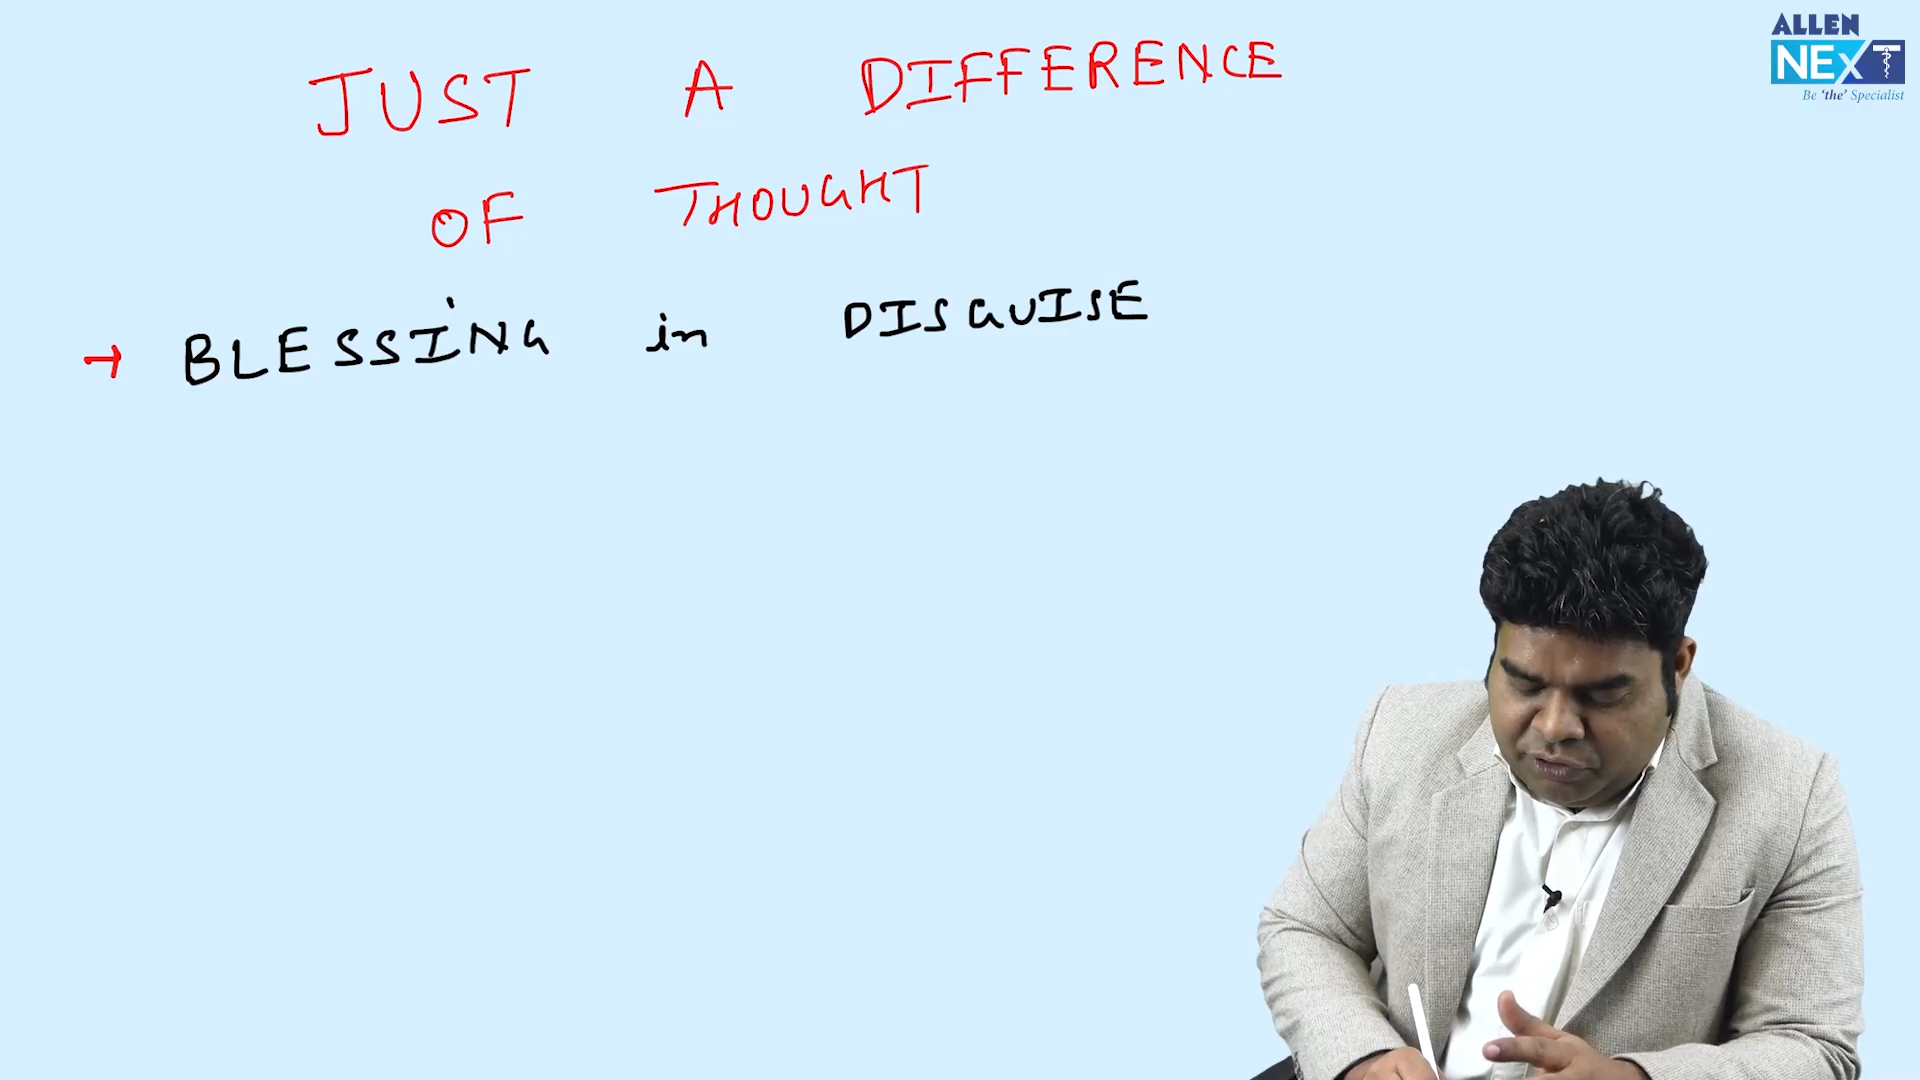 ALLEN
NEXT
Be 'the' Specialist
JUST A DIFFERENCE
OF THOUGHT
→ BLESSING in DISGUISE